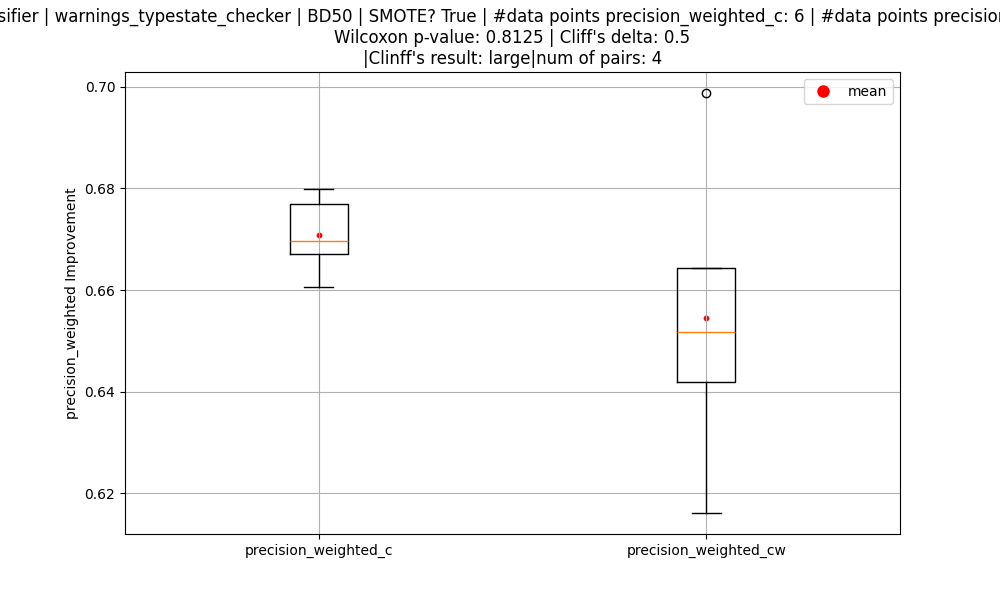 sifier | warnings_typestate_checker | BD50 | SMOTE? True | #data points precision_weighted_c: 6 | #data points precision
Wilcoxon p-value: 0.8125 | Cliff's delta: 0.5
|Clinff's result: large|num of pairs: 4
mean
0.70
0.68
0.66
0.64
0.62
precision_weighted Improvement
precision_weighted_c
precision_weighted_cw